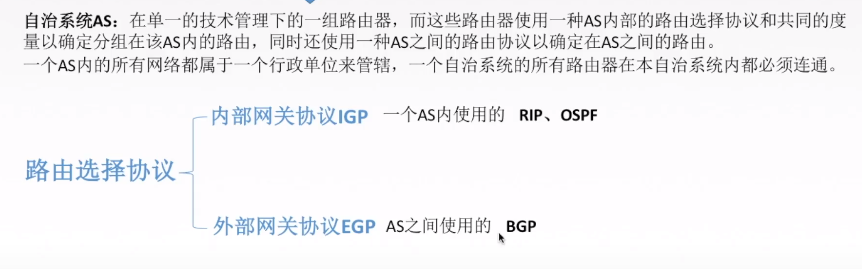 自治系统AS：在单一的技术管理下的一组路由器，而这些路由器使用一种AS内部的路由选择协议和共同的度
量以确定分组在该AS内的路由，同时还使用一种AS之间的路由协议以确定在AS之间的路由。
一个AS内的所有网络都属于一个行政单位来管辖，一个自治系统的所有路由器在本自治系统内都必须连通。
内部网关协议IGP 一个AS内使用的 RIP、OSPF
路由选择协议
外部网关协议EGP AS之间使用的 BGP